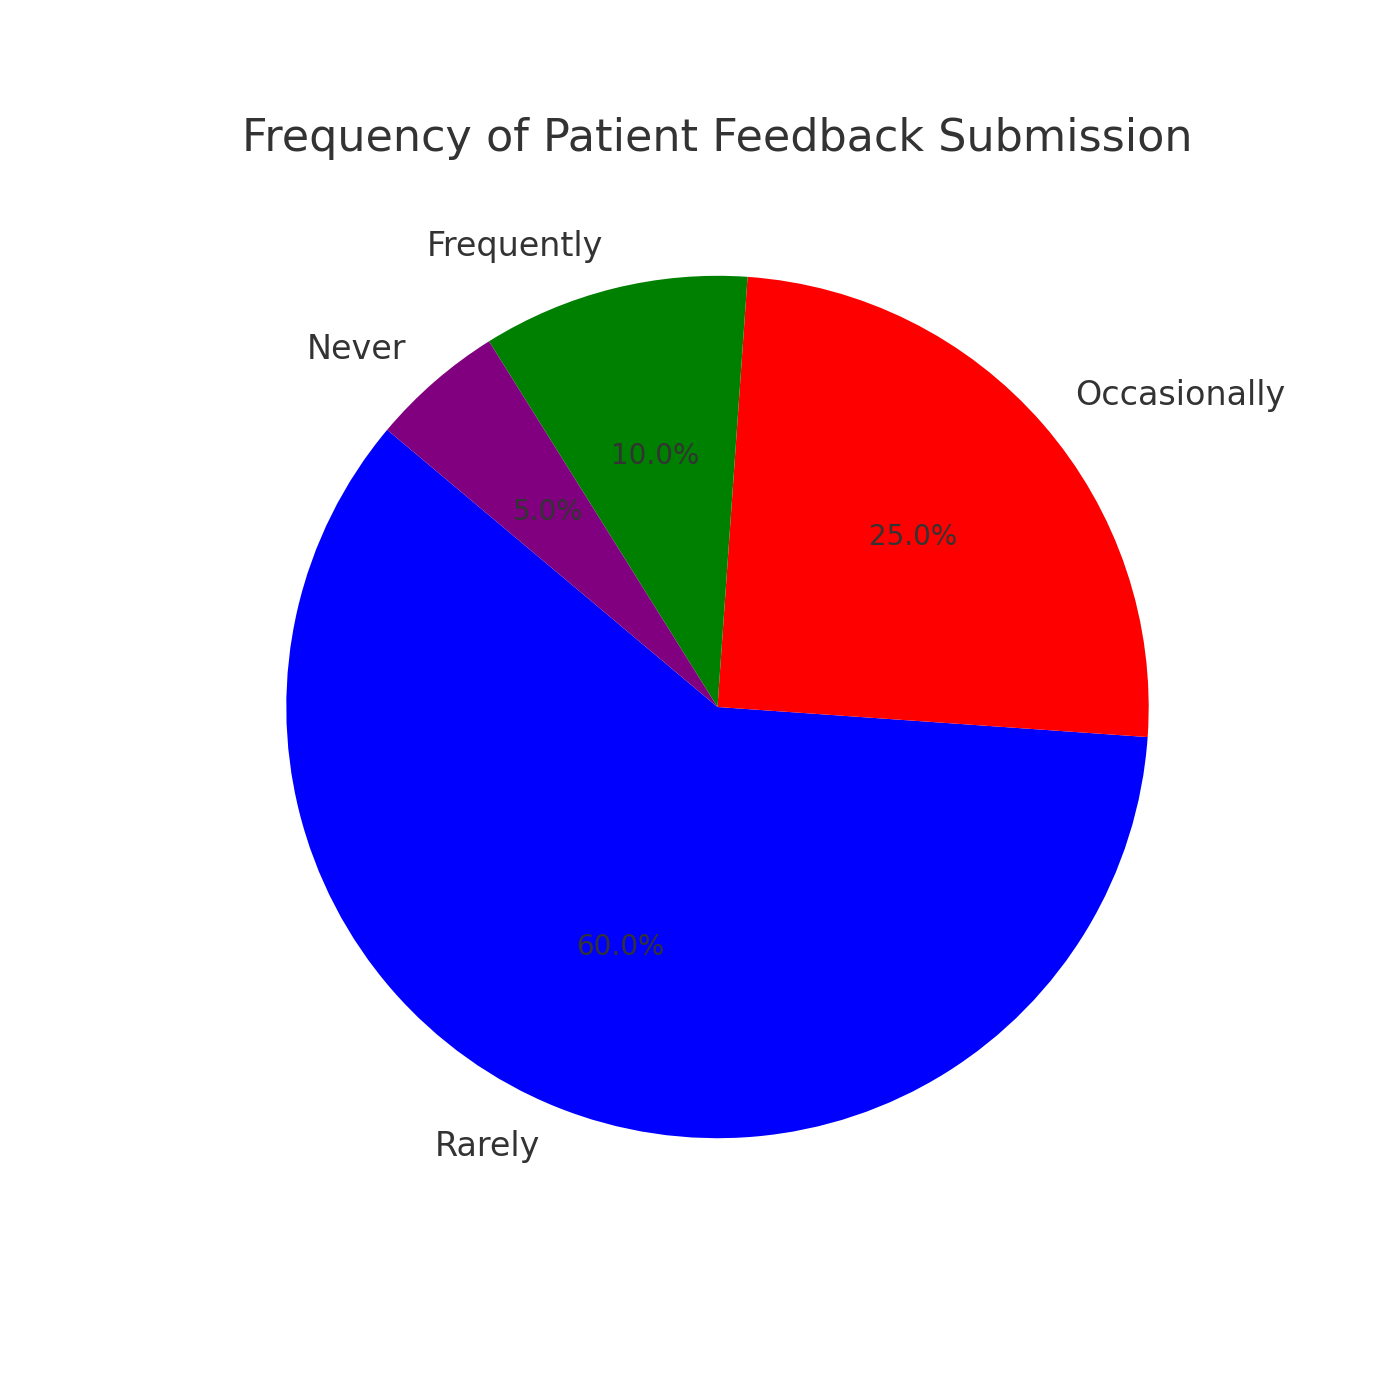 Frequency of Patient Feedback Submission
Frequently
Never
Occasionally
10.0%
5.0%
25.0%
60.0%
Rarely